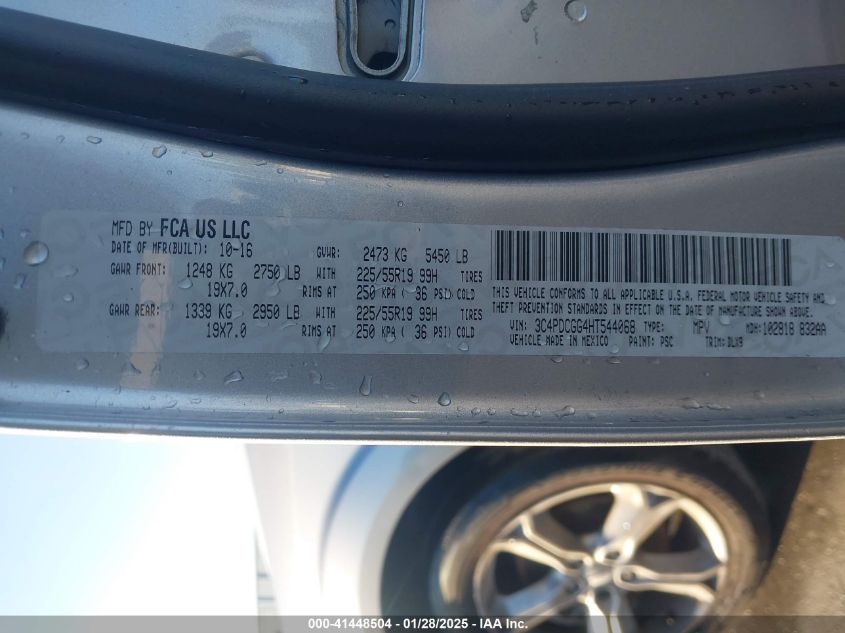 MFD BY FCA US LLC
DATE OF MFR(BUILT): 10-16 GVWR: 2473 KG 5450 LB
GAWR FRONT: 1248 KG 2750 LB WITH 225/55R19 99H TIRES
19X7.0 RIMS AT 250 KPA ( 36 PSI) COLD
GAWR REAR: 1339 KG 2950 LB WITH 225/55R19 99H TIRES
19X7.0 RIMS AT 250 KPA ( 36 PSI) COLD
THIS VEHICLE CONFORMS TO ALL APPLICABLE U.S.A. FEDERAL MOTOR VEHICLE SAFETY AND
THEFT PREVENTION STANDARDS IN EFFECT ON THE DATE OF MANUFACTURE SHOWN ABOVE.
VIN: 3C4PDCGG4HT544068 TYPE: MPV MDH: 102818 832AA
VEHICLE MADE IN MEXICO PAINT: PSC TRIM: DLX9
000-41448504 | 01/28/2025 | IAA Inc.